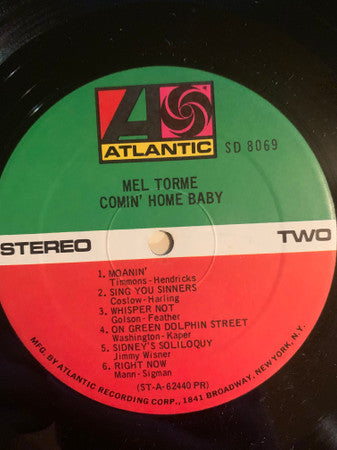 ATLANTIC
SD 8069
MEL TORME
COMIN' HOME BABY
STEREO
TWO
1. MOANIN'
Timmons-Hendricks
2. SING YOU SINNERS
Coslow-Harling
3. WHISPER NOT
Golson-Feather
4. ON GREEN DOLPHIN STREET
Washington-Kaper
5. SIDNEY'S SOLILOQUY
Jimmy Wisner
6. RIGHT NOW
Mann-Sigman
(ST-A-62440 PR)
MFG. BY ATLANTIC RECORDING CORP., 1841 BROADWAY, NEW YORK, N.Y.